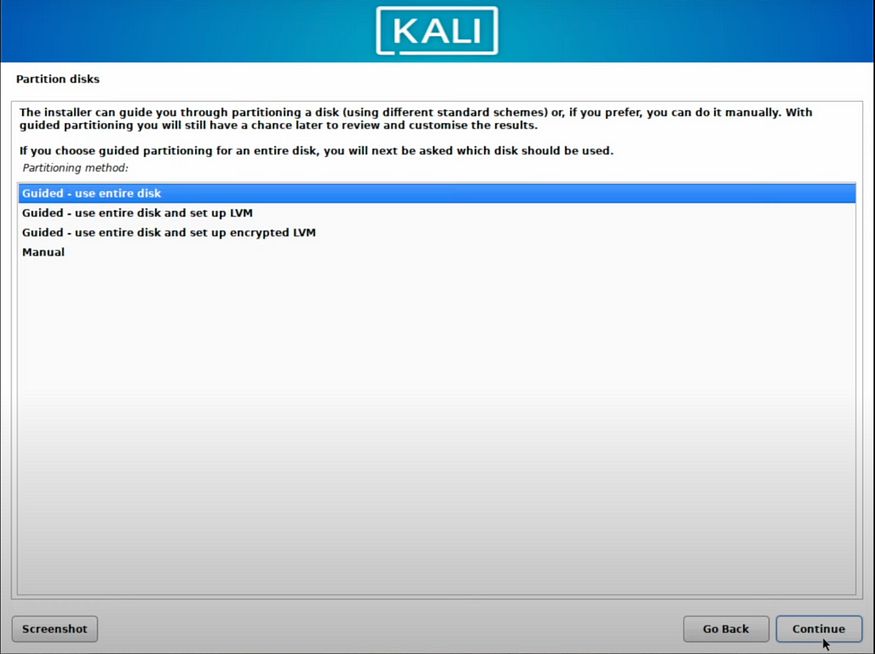 KALI
Partition disks
The installer can guide you through partitioning a disk (using different standard schemes) or, if you prefer, you can do it manually. With
guided partitioning you will still have a chance later to review and customise the results.
If you choose guided partitioning for an entire disk, you will next be asked which disk should be used.
Partitioning method:
Guided - use entire disk
Guided - use entire disk and set up LVM
Guided - use entire disk and set up encrypted LVM
Manual
Screenshot
Go Back
Continue